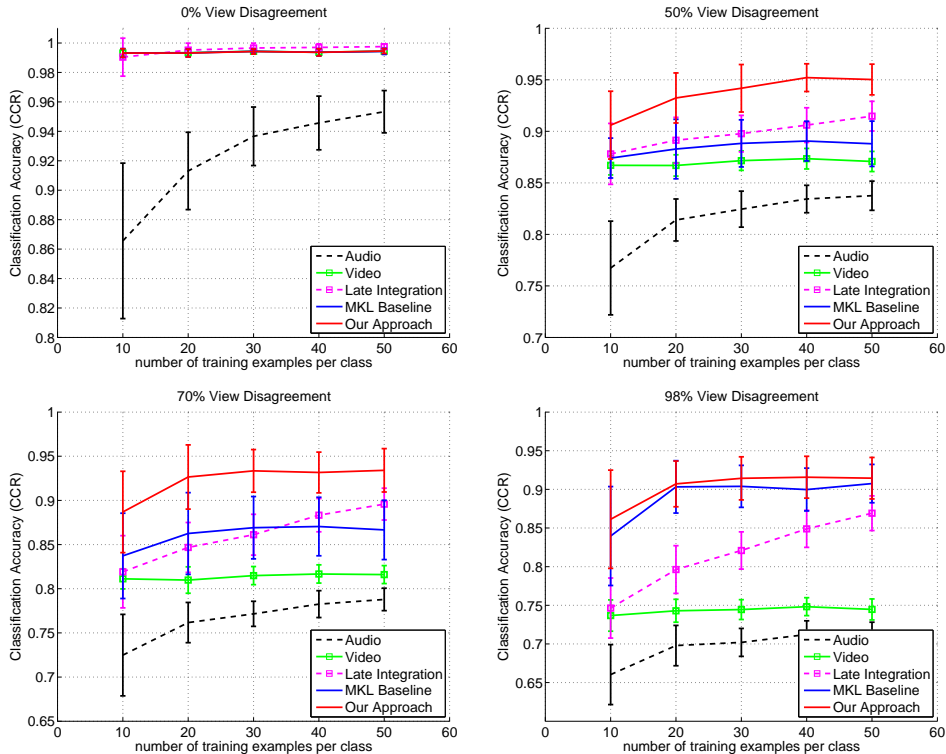 0% View Disagreement
Classification Accuracy (CCR)
1
0.98
0.96
0.94
0.92
0.9
0.88
0.86
0.84
0.82
0.8
0 10 20 30 40 50 60
number of training examples per class
Audio
Video
Late Integration
MKL Baseline
Our Approach
50% View Disagreement
Classification Accuracy (CCR)
1
0.95
0.9
0.85
0.8
0.75
0.7
0 10 20 30 40 50 60
number of training examples per class
Audio
Video
Late Integration
MKL Baseline
Our Approach
70% View Disagreement
Classification Accuracy (CCR)
1
0.95
0.9
0.85
0.8
0.75
0.7
0.65
0 10 20 30 40 50 60
number of training examples per class
Audio
Video
Late Integration
MKL Baseline
Our Approach
98% View Disagreement
Classification Accuracy (CCR)
1
0.95
0.9
0.85
0.8
0.75
0.7
0.65
0 10 20 30 40 50 60
number of training examples per class
Audio
Video
Late Integration
MKL Baseline
Our Approach